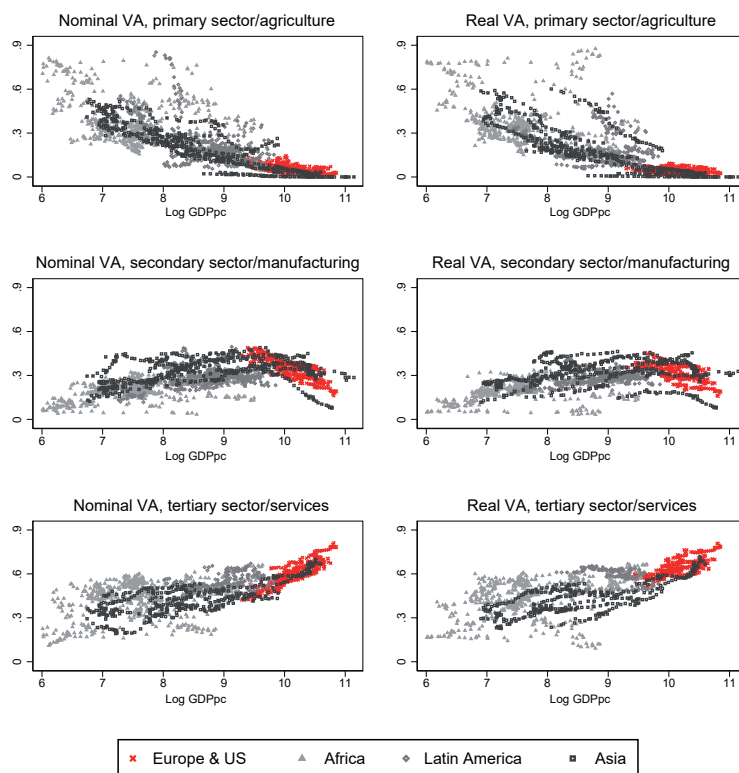 Nominal VA, primary sector/agriculture
Real VA, primary sector/agriculture
.9
.6
.3
0
6 7 8 9 10 11
Log GDPpc
.9
.6
.3
0
6 7 8 9 10 11
Log GDPpc
Nominal VA, secondary sector/manufacturing
Real VA, secondary sector/manufacturing
.9
.6
.3
0
6 7 8 9 10 11
Log GDPpc
.9
.6
.3
0
6 7 8 9 10 11
Log GDPpc
Nominal VA, tertiary sector/services
Real VA, tertiary sector/services
.9
.6
.3
0
6 7 8 9 10 11
Log GDPpc
.9
.6
.3
0
6 7 8 9 10 11
Log GDPpc
Europe & US Africa Latin America Asia